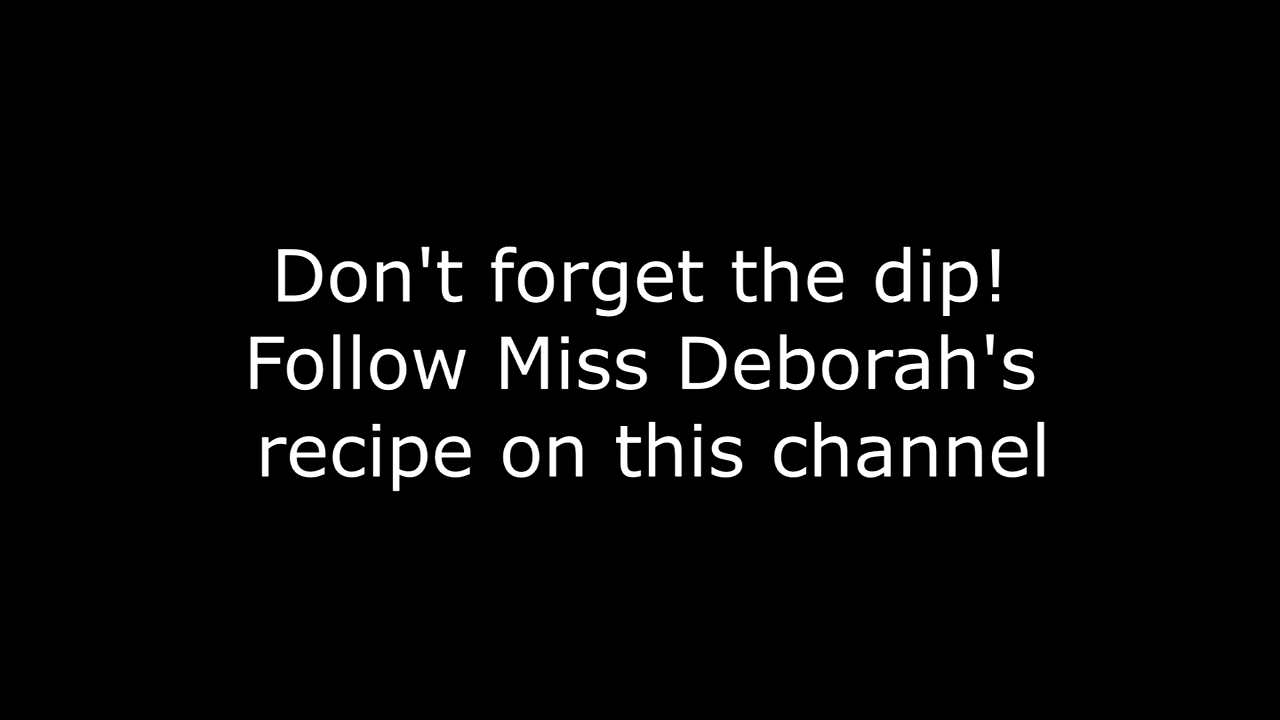 Don't forget the dip!
Follow Miss Deborah's
recipe on this channel